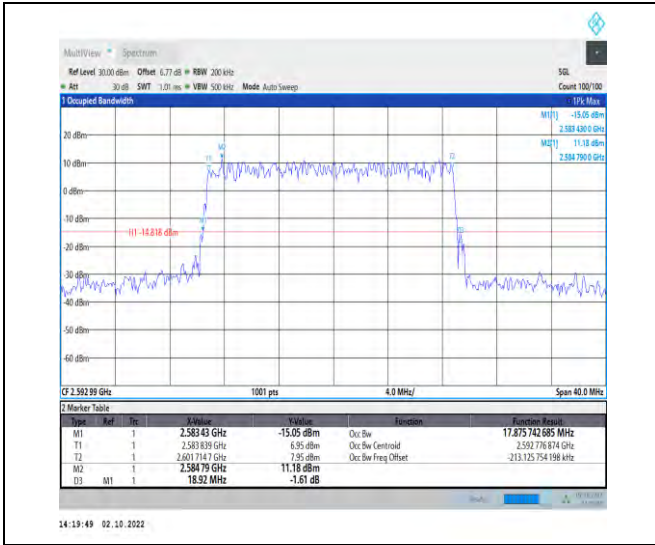 MultiView Spectrum
Ref Level 30.00 dBm Offset 6.77 dB RBW 200 kHz SGL
Att 30 dB SWT 1.01 ms VBW 500 kHz Mode Auto Sweep Count 100/100
1 Occupied Bandwidth 1Pk Max
M1[1] -15.05 dBm
2.583 430 0 GHz
M2[1] 11.18 dBm
2.584 790 0 GHz
20 dBm
M2
T1 T2
10 dBm
0 dBm
-10 dBm
M1
H1 -14.818 dBm
D3
-20 dBm
-30 dBm
-40 dBm
-50 dBm
-60 dBm
CF 2.592 99 GHz 1001 pts 4.0 MHz/ Span 40.0 MHz
2 Marker Table
Type Ref Trc X-Value Y-Value Function Function Result
M1 1 2.583 43 GHz -15.05 dBm Occ Bw 17.875 742 685 MHz
T1 1 2.583 839 GHz 6.95 dBm Occ Bw Centroid 2.592 776 874 GHz
T2 1 2.601 714 7 GHz 7.95 dBm Occ Bw Freq Offset -213.125 754 198 kHz
M2 1 2.584 79 GHz 11.18 dBm
D3 M1 1 18.92 MHz -1.61 dB
14:19:49 02.10.2022